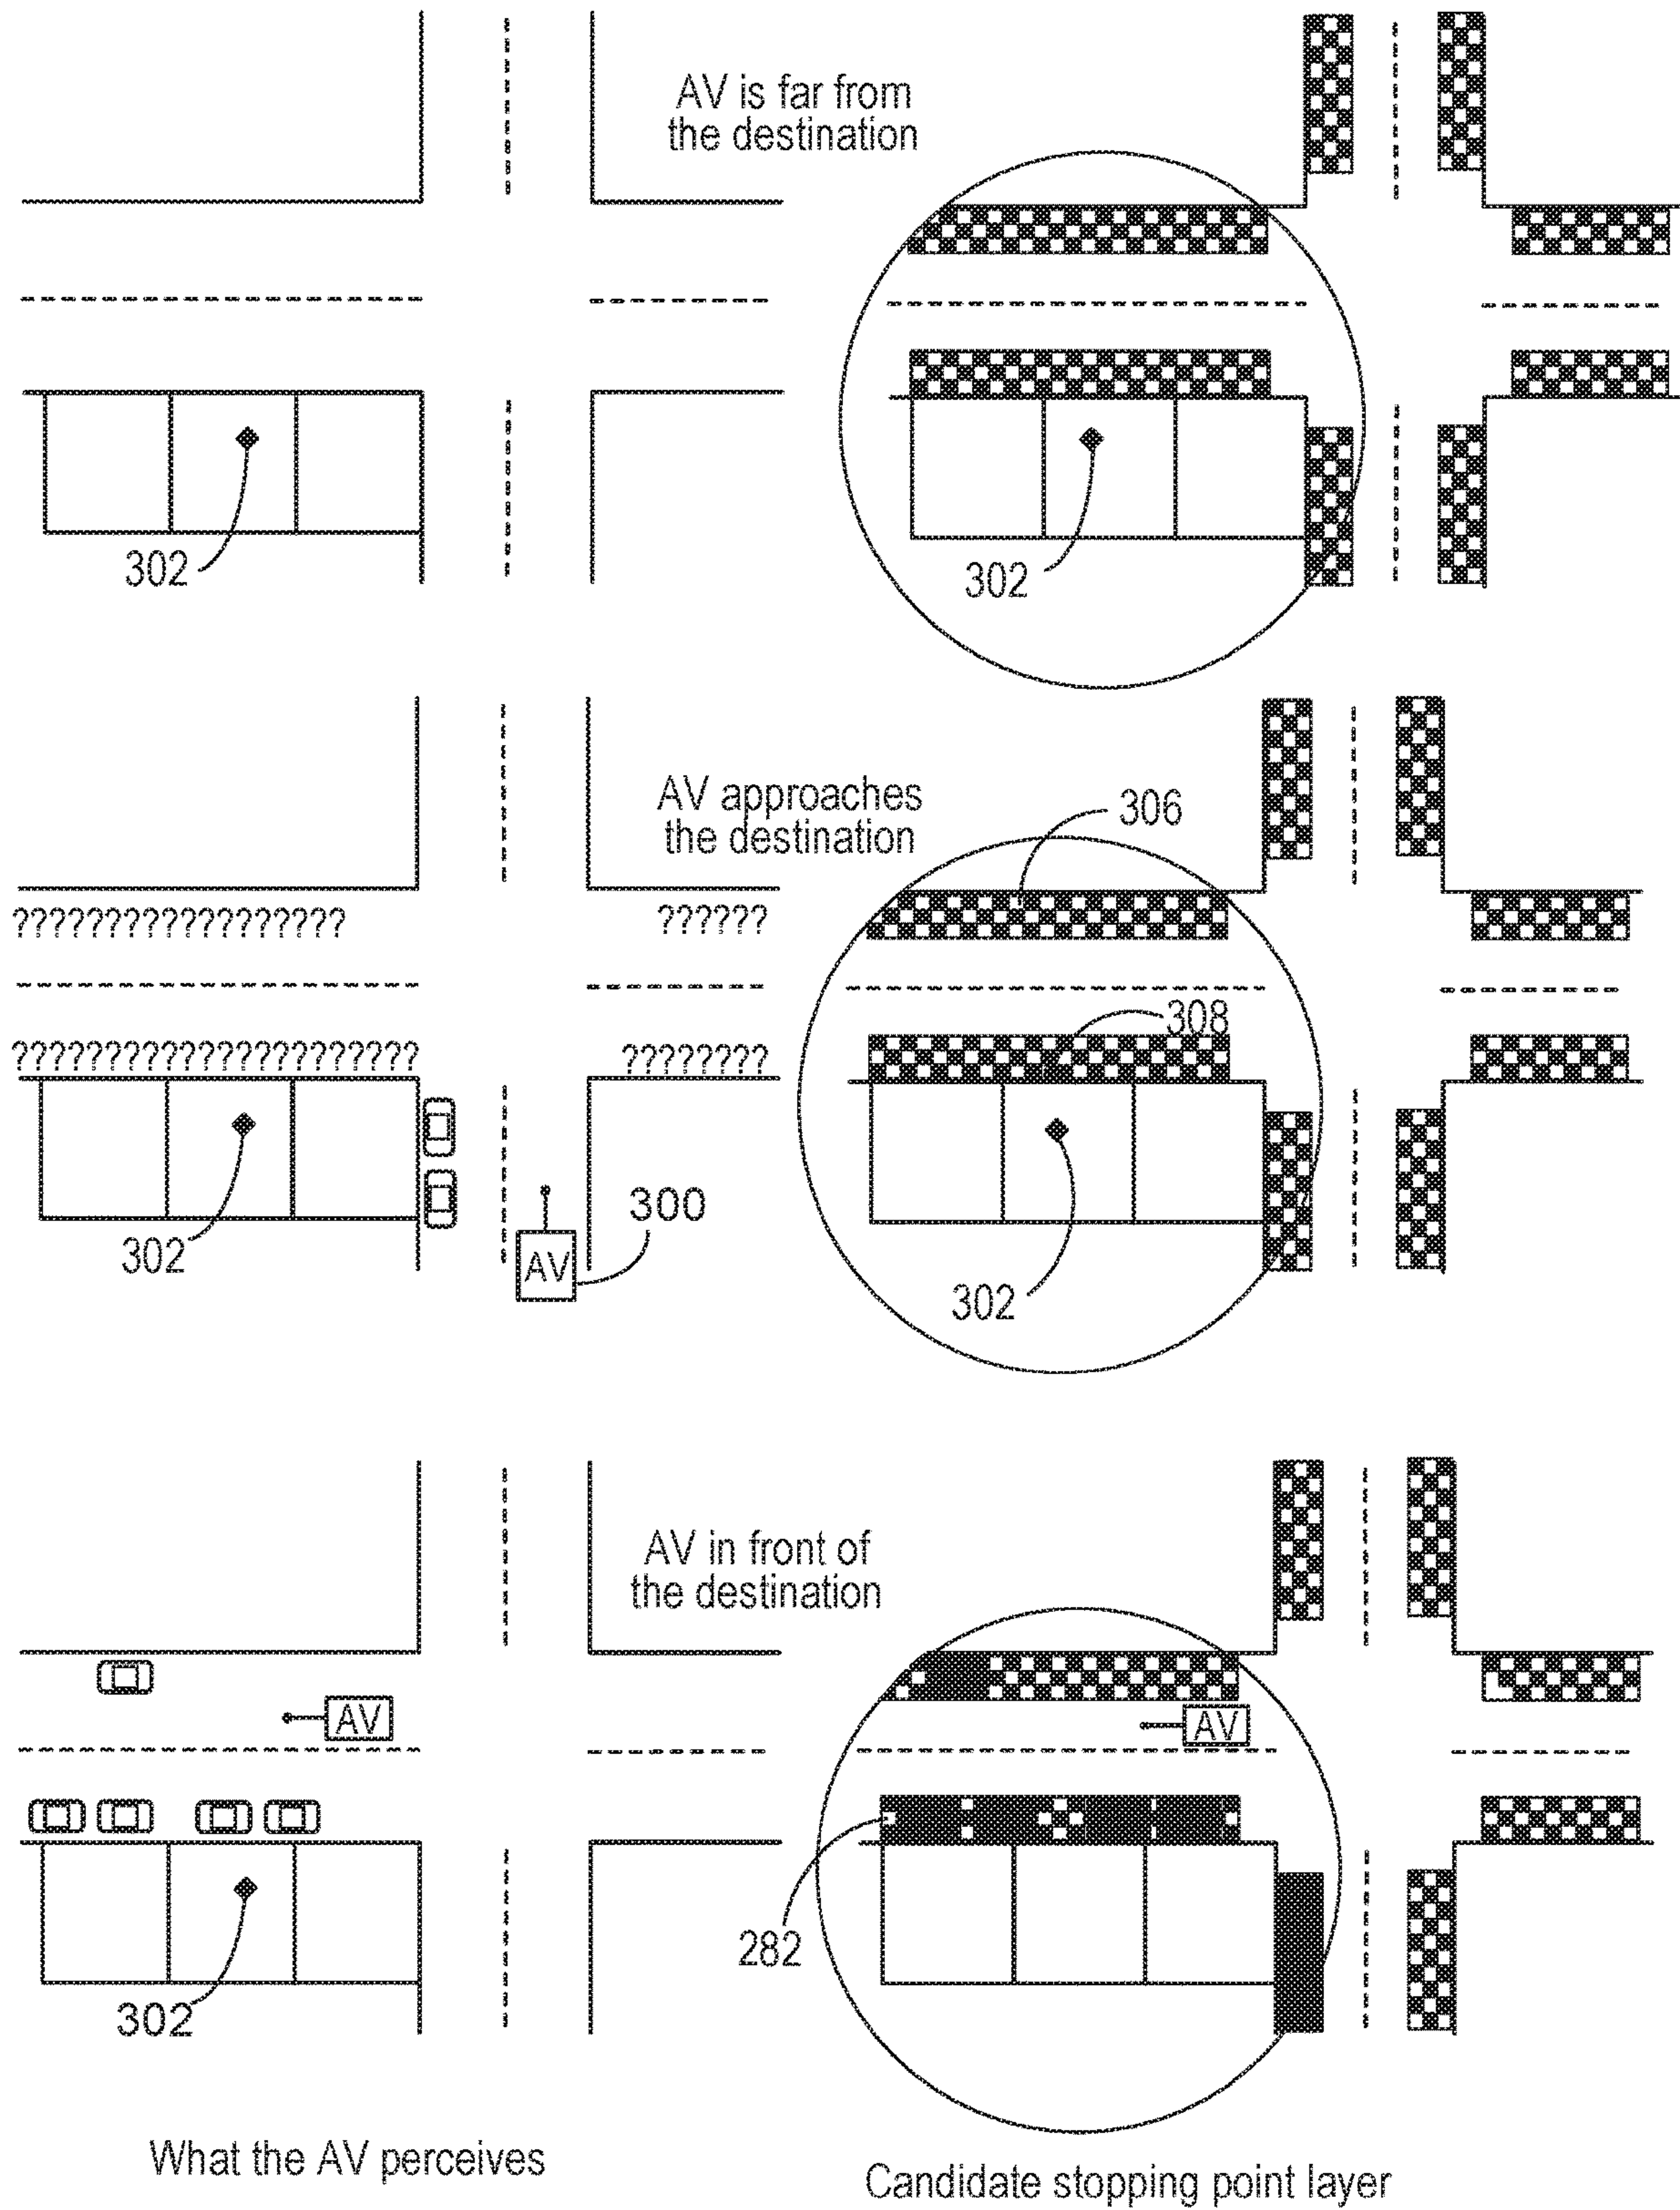 AV is far from
the destination
302
302
AV approaches
the destination
306
?????????????????
??????
308
?????????????????????
????????
302
AV
300
302
AV in front of
the destination
AV
AV
282
302
What the AV perceives
Candidate stopping point layer